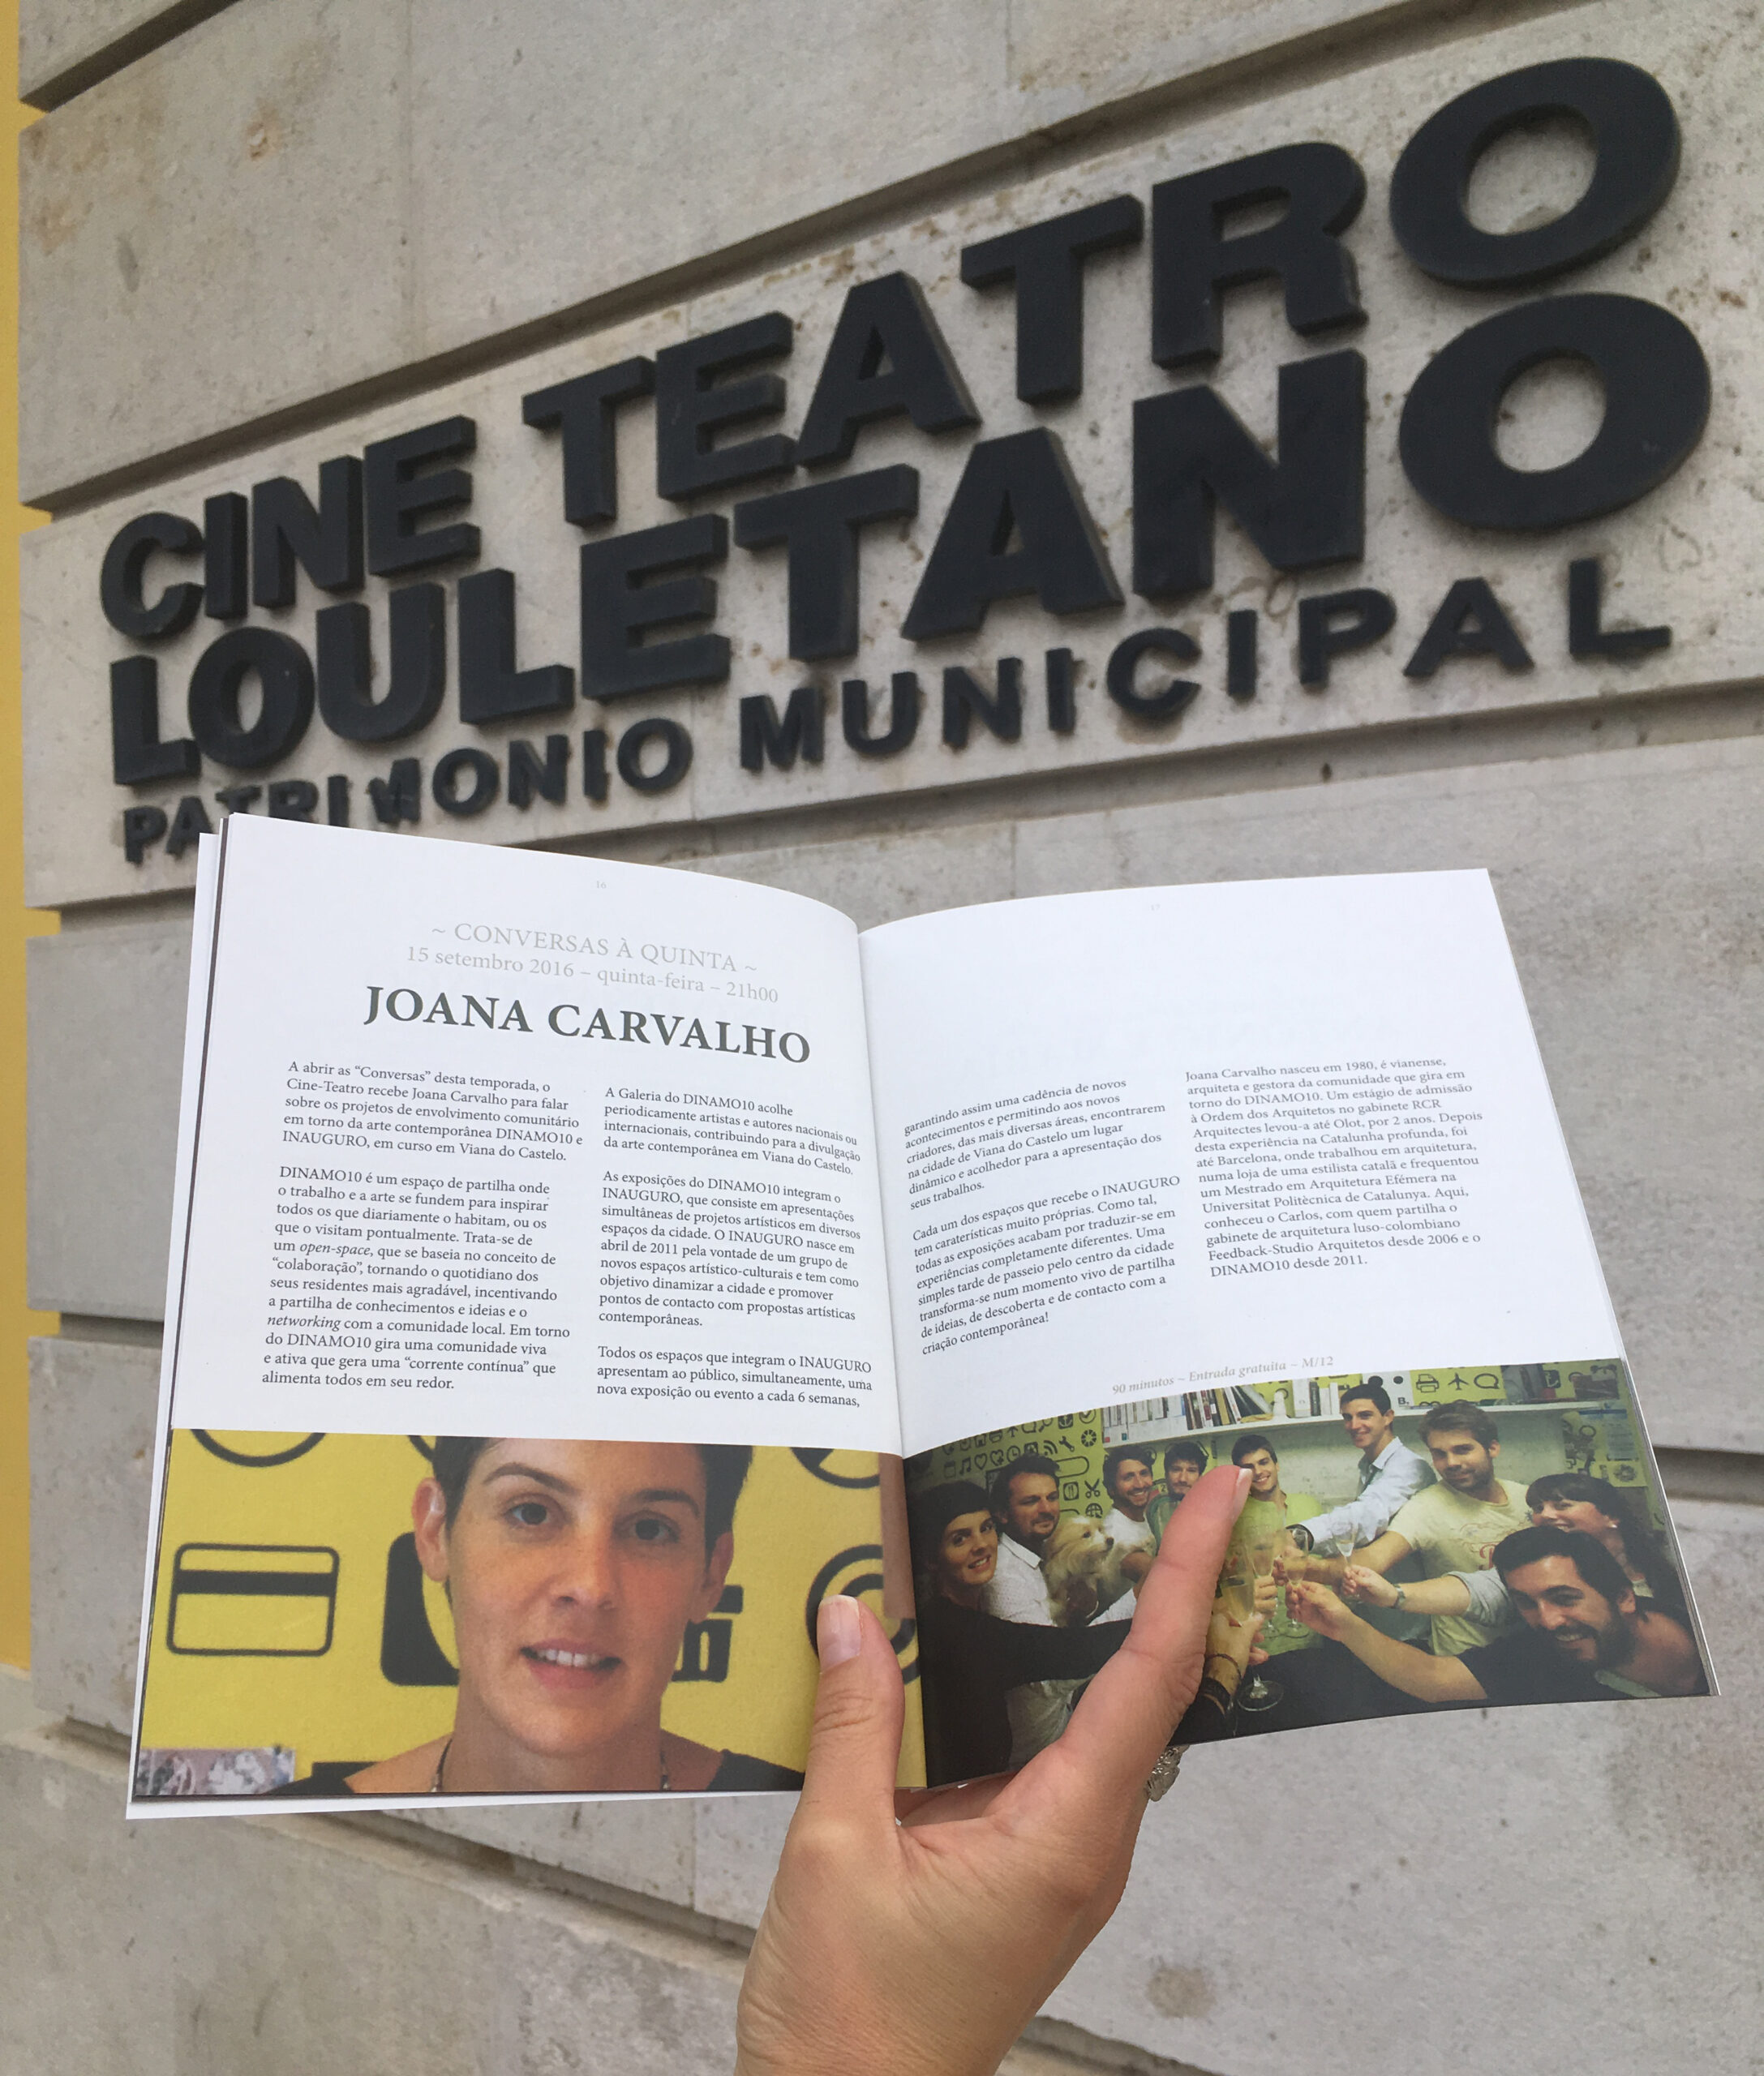 CINE TEATRO
LOULETANO
PATRIMONIO MUNICIPAL
16
~ CONVERSAS À QUINTA ~
15 setembro 2016 – quinta-feira – 21h00
JOANA CARVALHO
A abrir as “Conversas” desta temporada, o
Cine-Teatro recebe Joana Carvalho para falar
sobre os projetos de envolvimento comunitário
em torno da arte contemporânea DINAMO10 e
INAUGURO, em curso em Viana do Castelo.
DINAMO10 é um espaço de partilha onde
o trabalho e a arte se fundem para inspirar
todos os que diariamente o habitam, ou os
que o visitam pontualmente. Trata-se de
um open-space, que se baseia no conceito de
“colaboração”, tornando o quotidiano dos
seus residentes mais agradável, incentivando
a partilha de conhecimentos e ideias e o
networking com a comunidade local. Em torno
do DINAMO10 gira uma comunidade viva
e ativa que gera uma “corrente contínua” que
alimenta todos em seu redor.
A Galeria do DINAMO10 acolhe
periodicamente artistas e autores nacionais ou
internacionais, contribuindo para a divulgação
da arte contemporânea em Viana do Castelo.
As exposições do DINAMO10 integram o
INAUGURO, que consiste em apresentações
simultâneas de projetos artísticos em diversos
espaços da cidade. O INAUGURO nasce em
abril de 2011 pela vontade de um grupo de
novos espaços artístico-culturais e tem como
objetivo dinamizar a cidade e promover
pontos de contacto com propostas artísticas
contemporâneas.
Todos os espaços que integram o INAUGURO
apresentam ao público, simultaneamente, uma
nova exposição ou evento a cada 6 semanas,
17
garantindo assim uma cadência de novos
acontecimentos e permitindo aos novos
criadores, das mais diversas áreas, encontrarem
na cidade de Viana do Castelo um lugar
dinâmico e acolhedor para a apresentação dos
seus trabalhos.
Cada um dos espaços que recebe o INAUGURO
tem caraterísticas muito próprias. Como tal,
todas as exposições acabam por traduzir-se em
experiências completamente diferentes. Uma
simples tarde de passeio pelo centro da cidade
transforma-se num momento vivo de partilha
de ideias, de descoberta e de contacto com a
criação contemporânea!
Joana Carvalho nasceu em 1980, é vianense,
arquiteta e gestora da comunidade que gira em
torno do DINAMO10. Um estágio de admissão
à Ordem dos Arquitetos no gabinete RCR
Arquitectes levou-a até Olot, por 2 anos. Depois
desta experiência na Catalunha profunda, foi
até Barcelona, onde trabalhou em arquitetura,
numa loja de uma estilista catalã e frequentou
um Mestrado em Arquitetura Efémera na
Universitat Politècnica de Catalunya. Aqui,
conheceu o Carlos, com quem partilha o
gabinete de arquitetura luso-colombiano
Feedback-Studio Arquitetos desde 2006 e o
DINAMO10 desde 2011.
90 minutos ~ Entrada gratuita ~ M/12